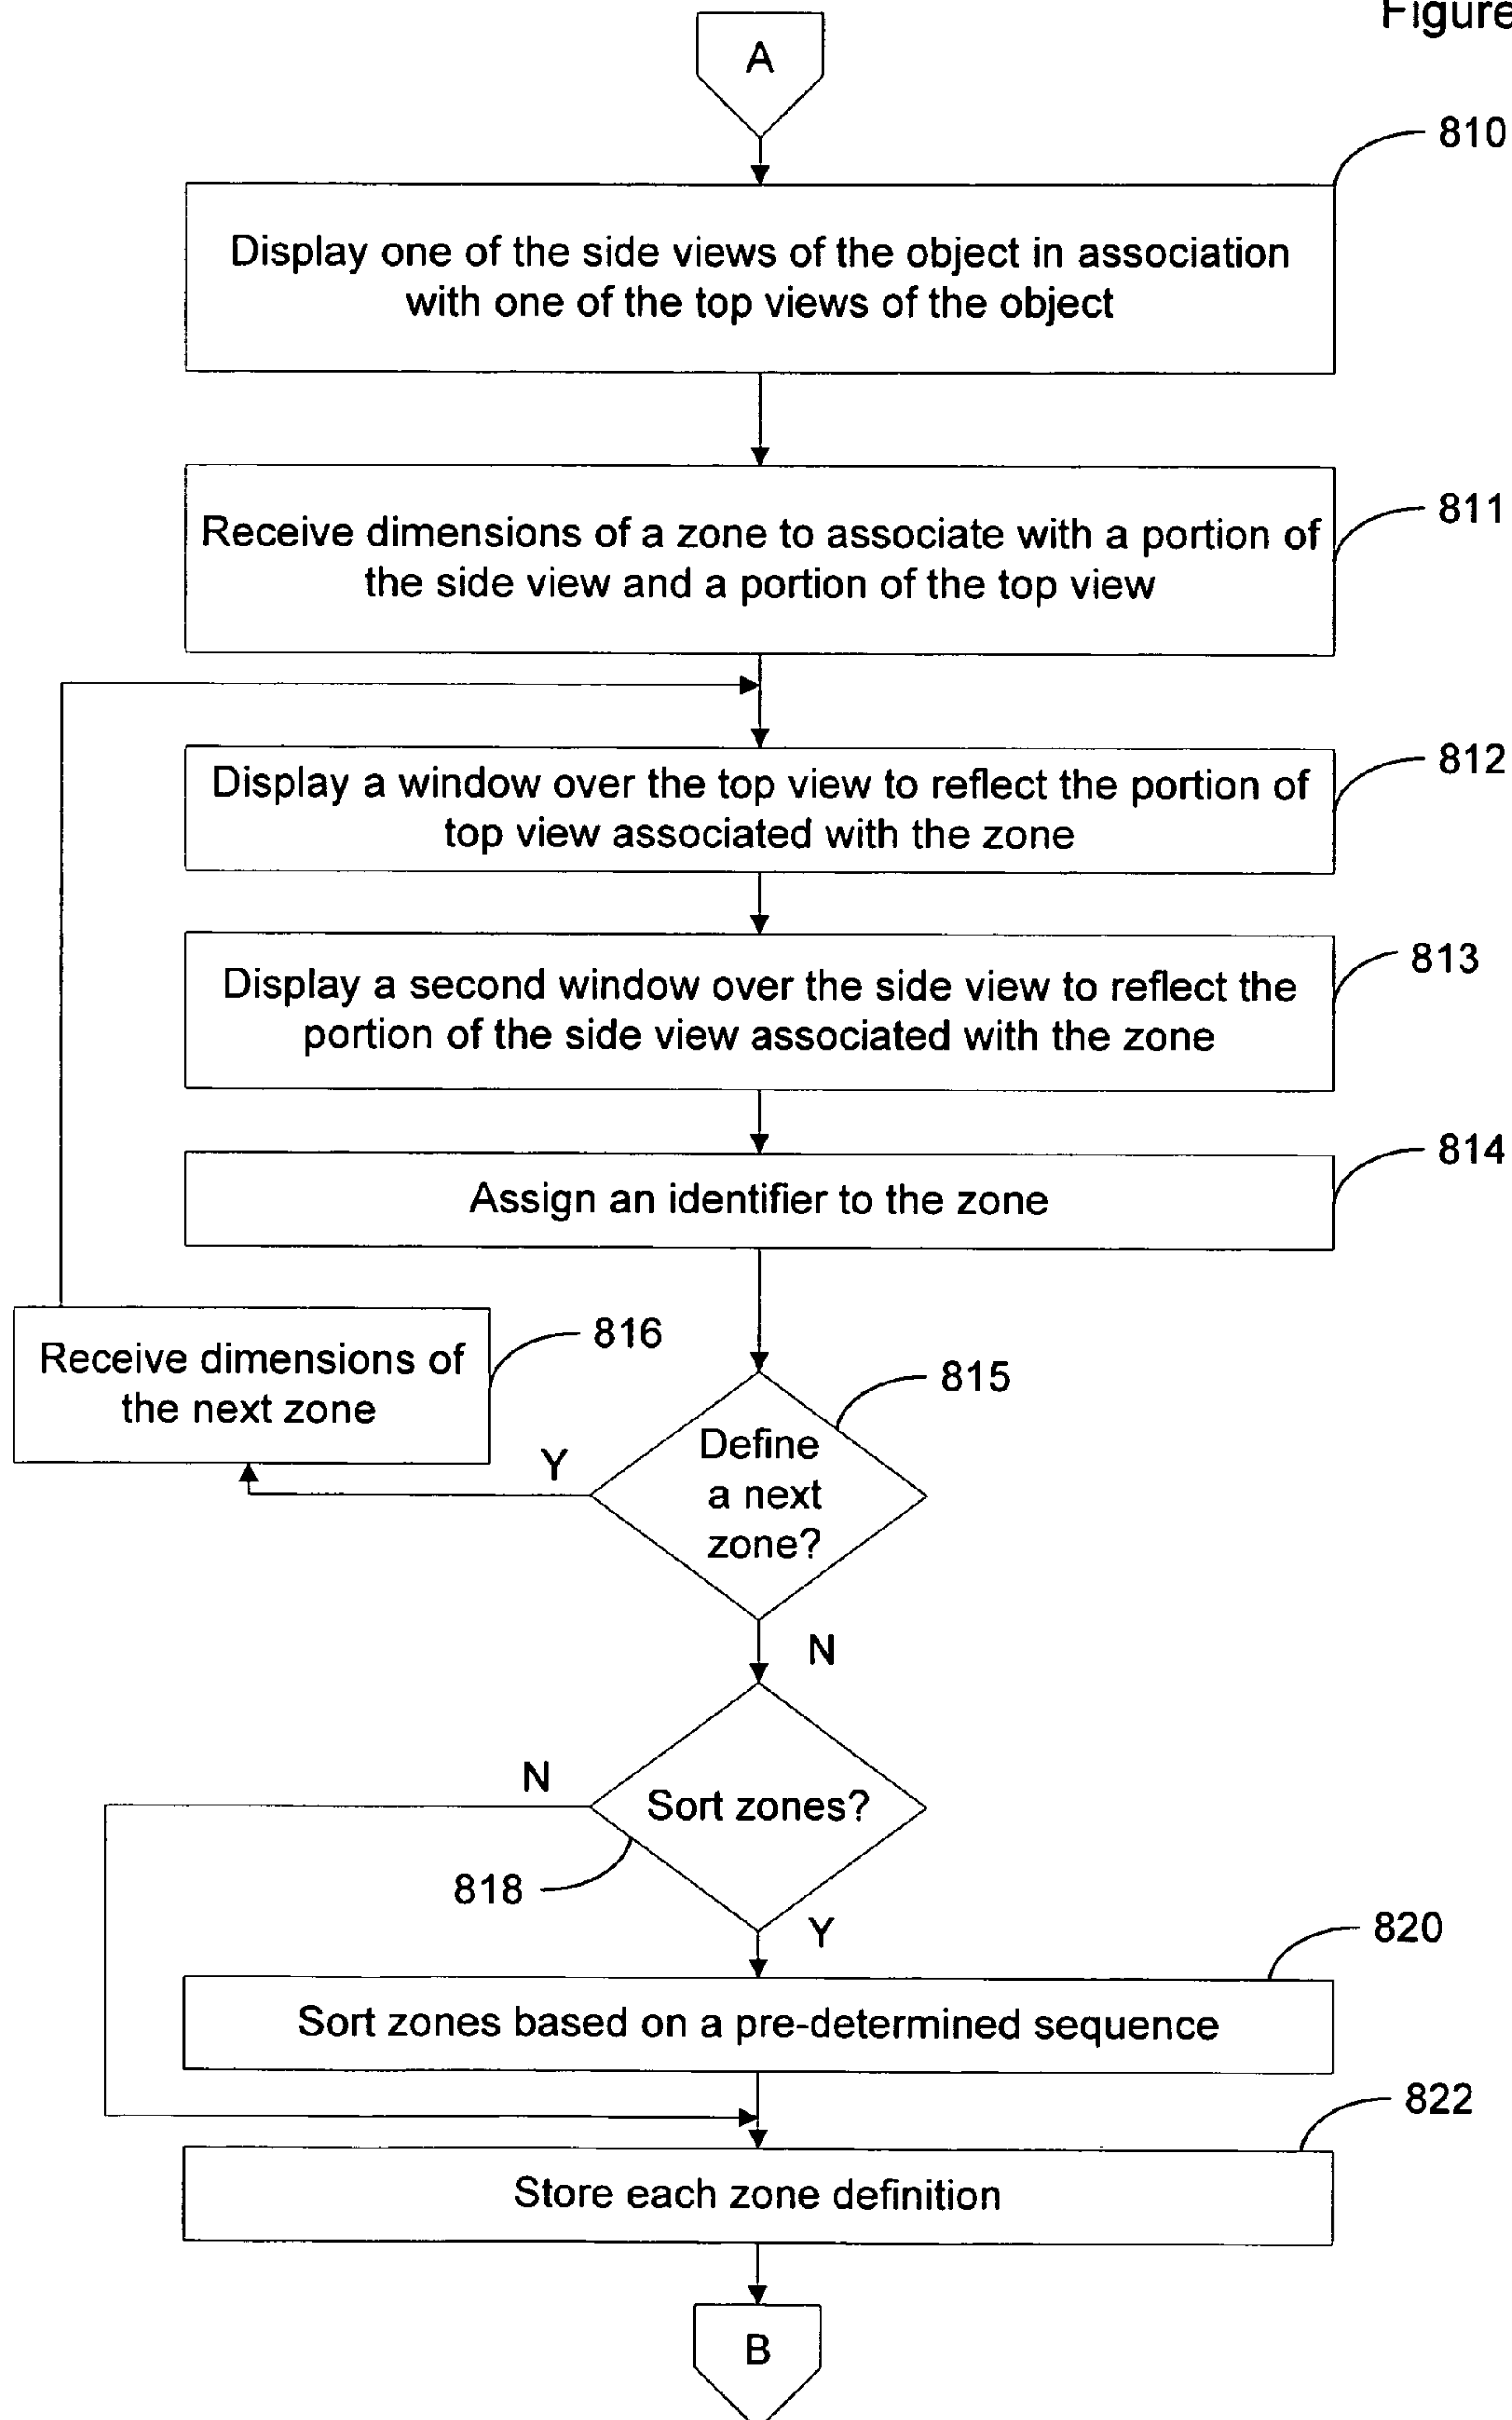 Figure
A
810
Display one of the side views of the object in association
with one of the top views of the object
811
Receive dimensions of a zone to associate with a portion of
the side view and a portion of the top view
812
Display a window over the top view to reflect the portion of
top view associated with the zone
813
Display a second window over the side view to reflect the
portion of the side view associated with the zone
814
Assign an identifier to the zone
816
Receive dimensions of
the next zone
815
Define
a next
zone?
Y
N
N
Sort zones?
818
Y
820
Sort zones based on a pre-determined sequence
822
Store each zone definition
B